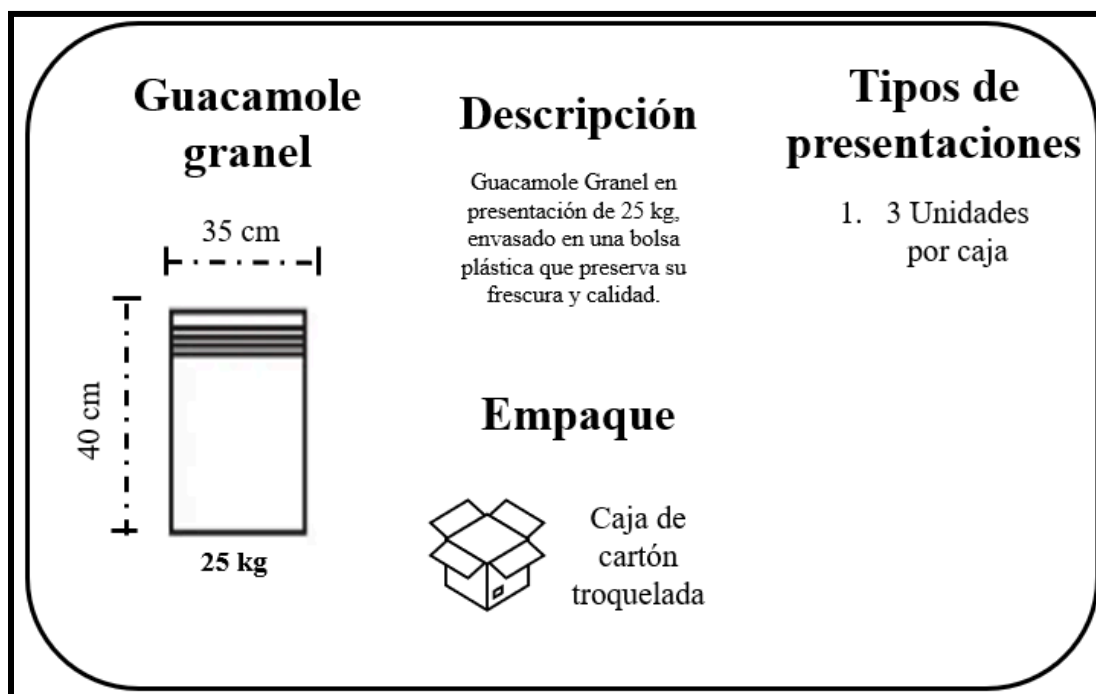 Guacamole
granel
35 cm
40 cm
25 kg
Descripción
Guacamole Granel en
presentación de 25 kg,
envasado en una bolsa
plástica que preserva su
frescura y calidad.
Empaque
Caja de
cartón
troquelada
Tipos de
presentaciones
1. 3 Unidades
por caja